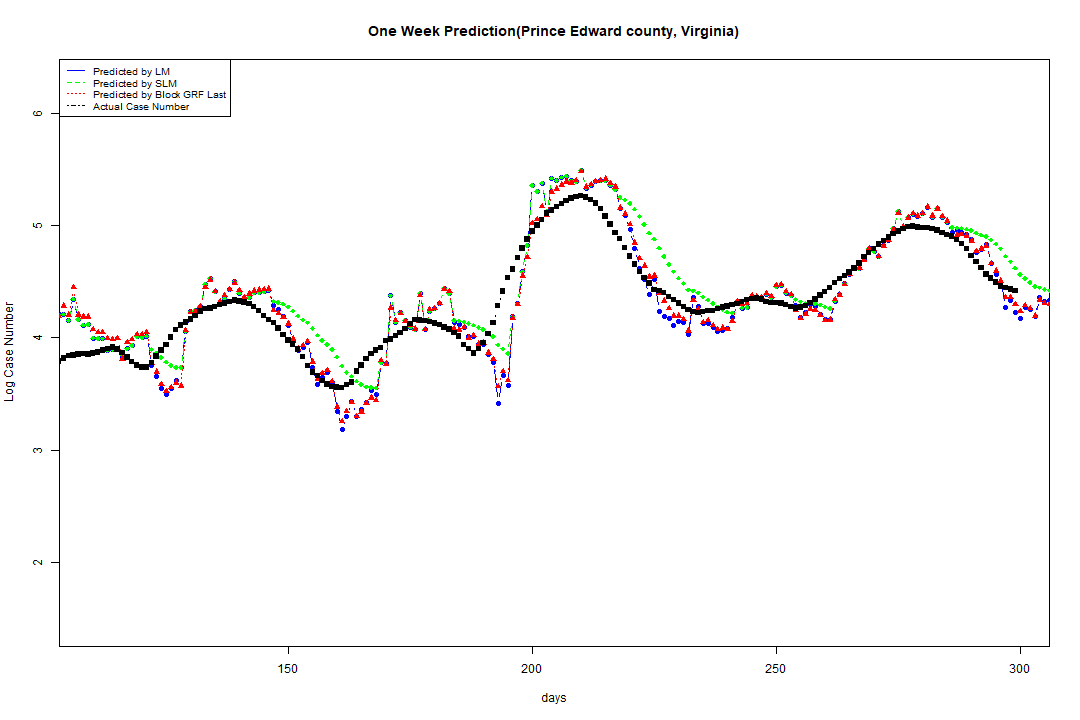 One Week Prediction(Prince Edward county, Virginia)
Predicted by LM
Predicted by SLM
Predicted by Block GRF Last
Actual Case Number
6
5
4
3
2
Log Case Number
150
200
250
300
days